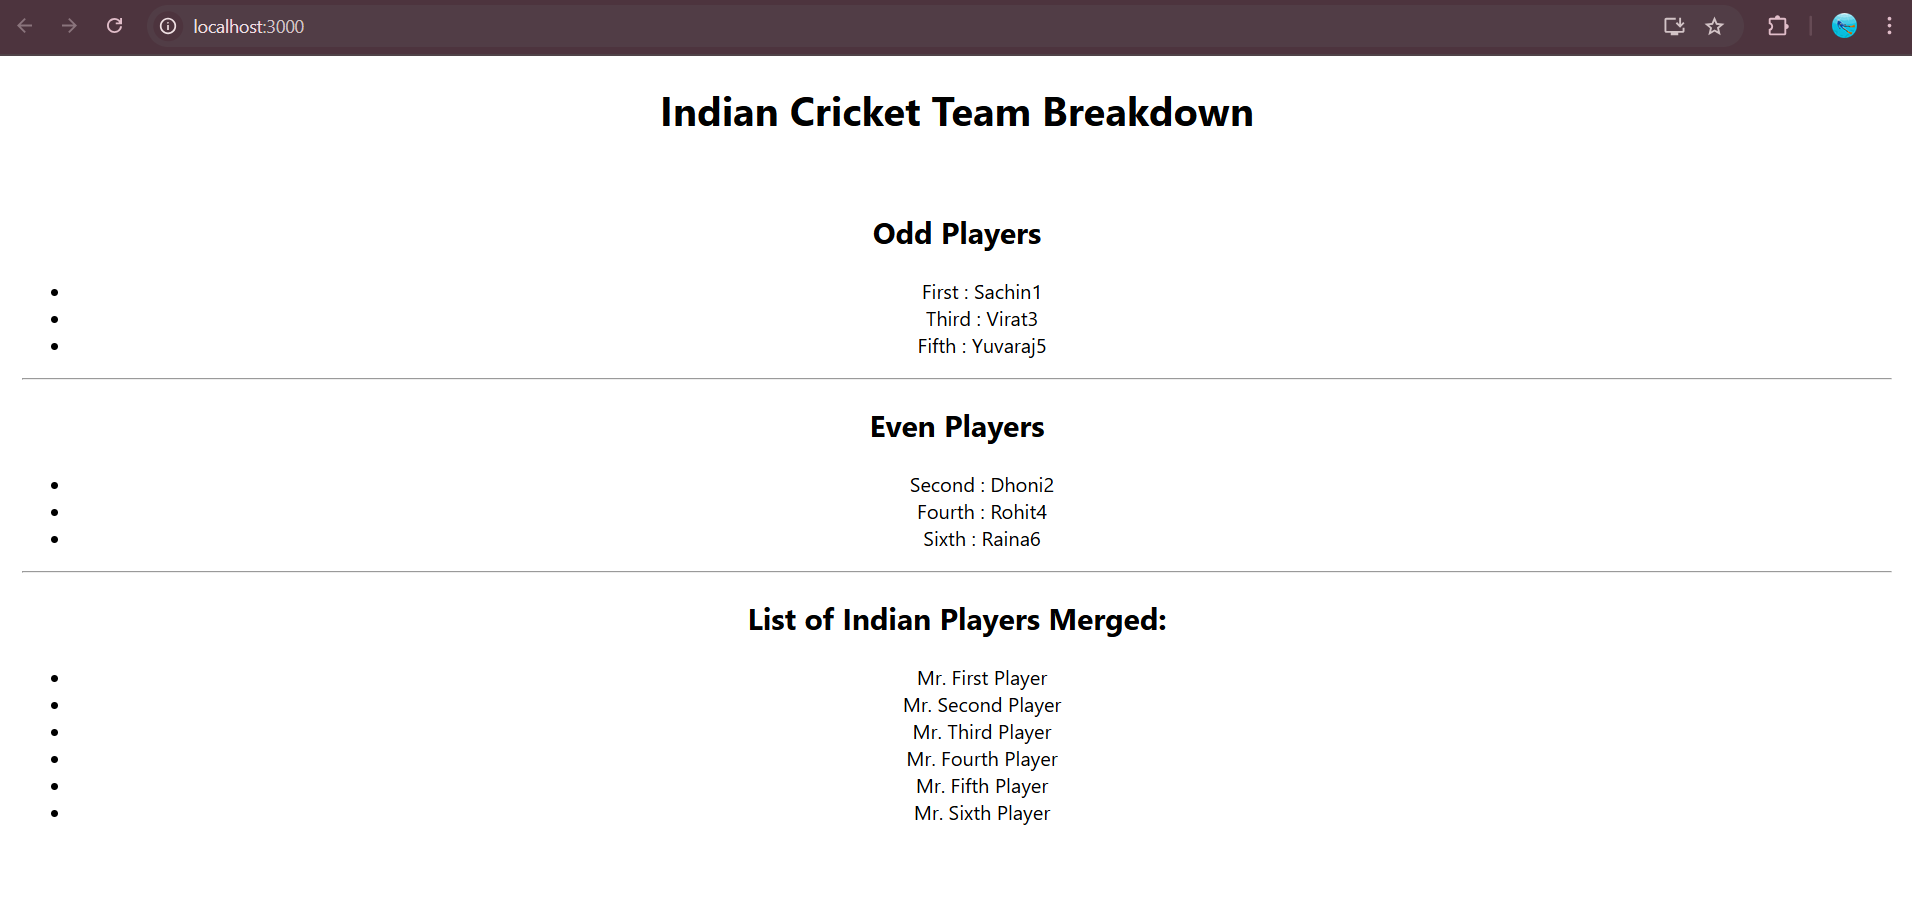 localhost:3000
Indian Cricket Team Breakdown
Odd Players
First : Sachin1
Third : Virat3
Fifth : Yuvaraj5
Even Players
Second : Dhoni2
Fourth : Rohit4
Sixth : Raina6
List of Indian Players Merged:
Mr. First Player
Mr. Second Player
Mr. Third Player
Mr. Fourth Player
Mr. Fifth Player
Mr. Sixth Player